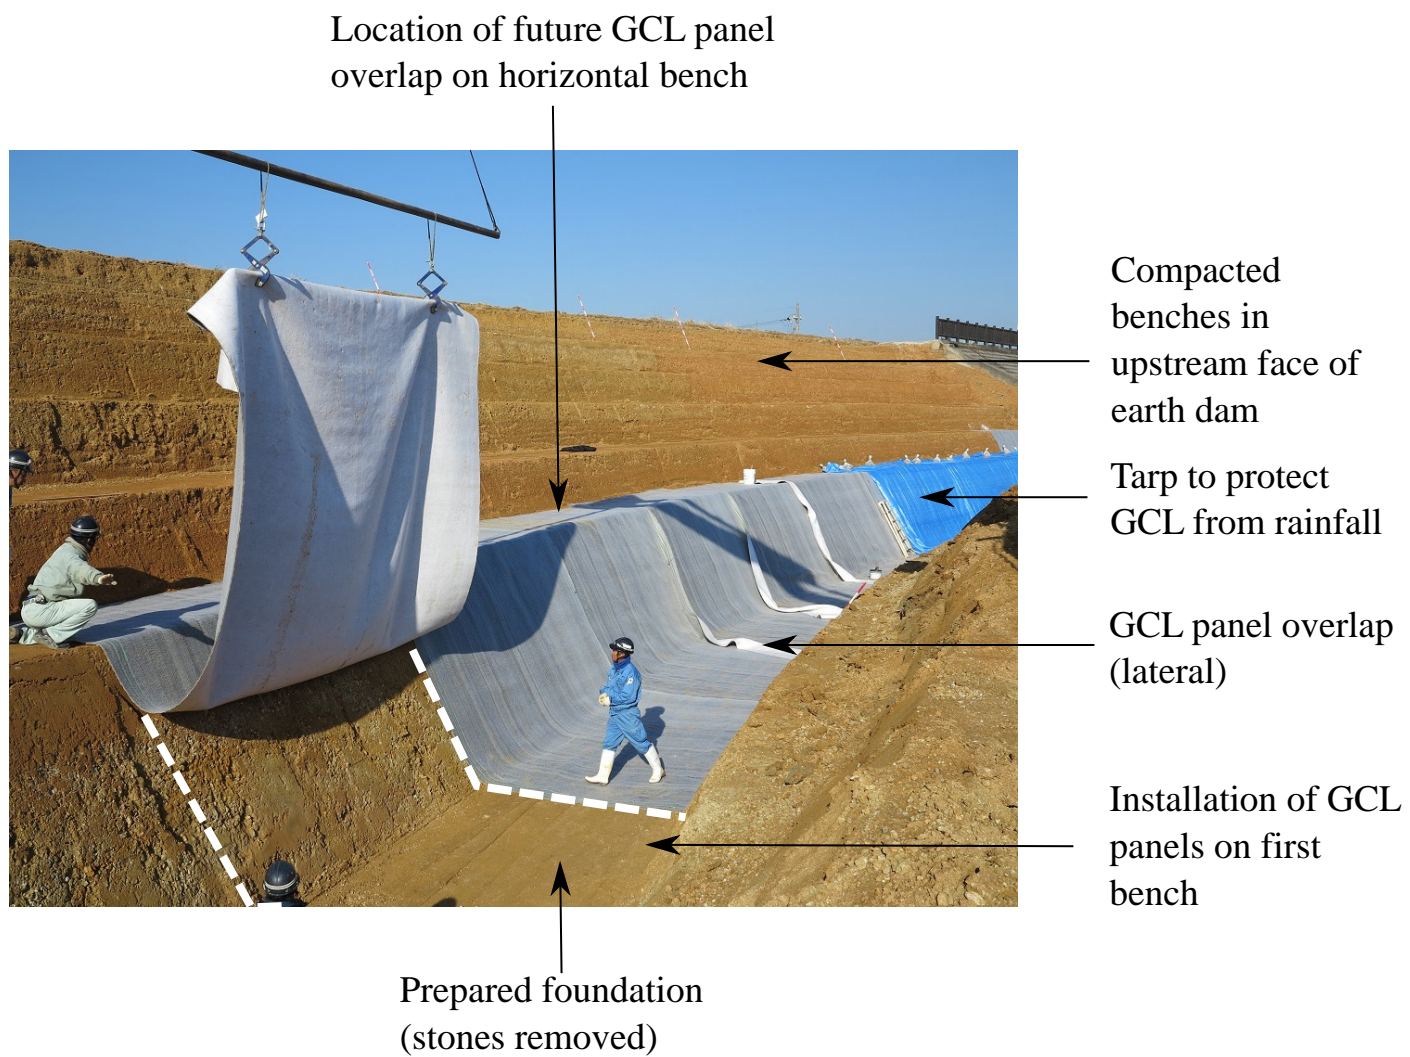 Location of future GCL panel
overlap on horizontal bench
Compacted
benches in
upstream face of
earth dam
Tarp to protect
GCL from rainfall
GCL panel overlap
(lateral)
Installation of GCL
panels on first
bench
Prepared foundation
(stones removed)